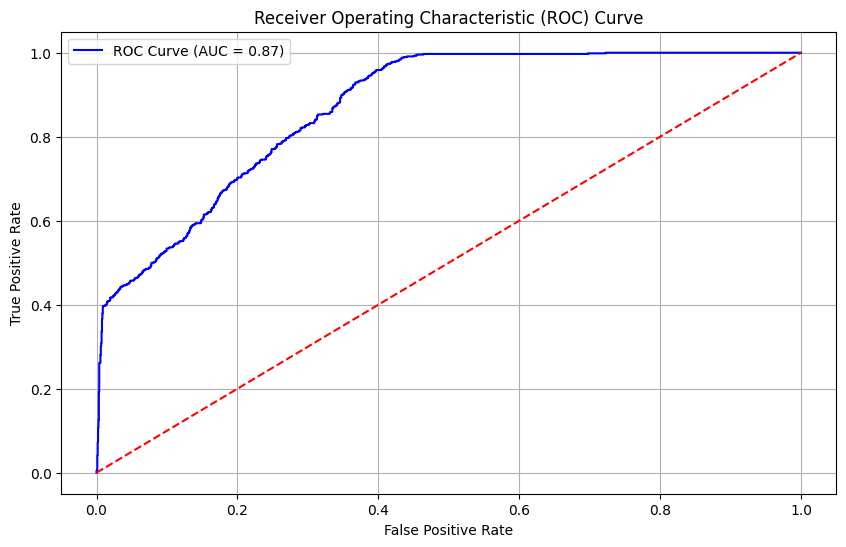 Receiver Operating Characteristic (ROC) Curve
ROC Curve (AUC = 0.87)
True Positive Rate
1.0
0.8
0.6
0.4
0.2
0.0
0.0 0.2 0.4 0.6 0.8 1.0
False Positive Rate